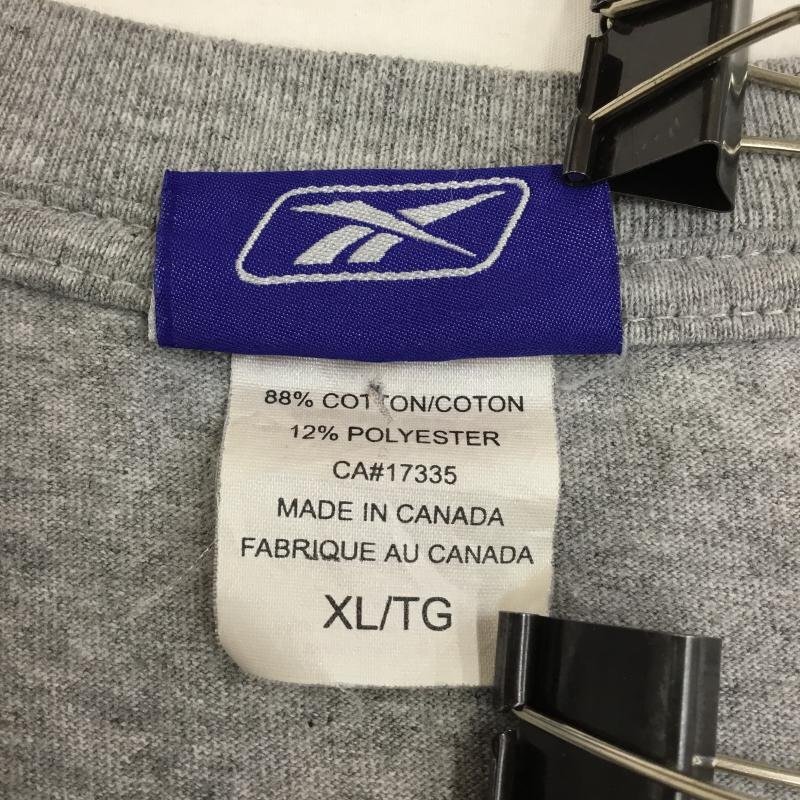 88% COTTON/COTON
12% POLYESTER
CA#17335
MADE IN CANADA
FABRIQUE AU CANADA
XL/TG